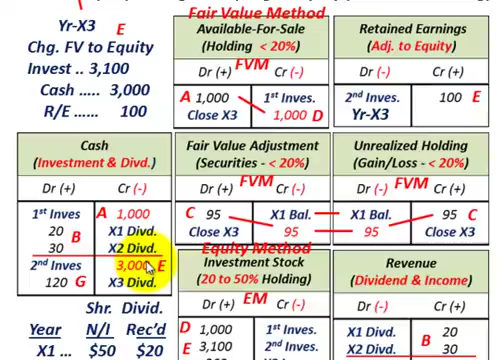 Fair Value Method
Yr-X3 E
Chg. FV to Equity
Invest .. 3,100
Cash ..... 3,000
R/E ...... 100
Available-For-Sale
(Holding < 20%)
Dr (+) FVM Cr (-)
A 1,000 1st Inves.
Close X3 1,000 D
Retained Earnings
(Adj. to Equity)
Dr (-) Cr (+)
2nd Inves. 100 E
Yr-X3
Cash
(Investment & Divd.)
Dr (+) Cr (-)
1st Inves A 1,000
20 B X1 Divd.
30 X2 Divd.
2nd Inves 3,000 E
120 G X3 Divd.
Fair Value Adjustment
(Securities - < 20%)
Dr (+) FVM Cr (-)
C 95 X1 Bal.
Close X3 95
Unrealized Holding
(Gain/Loss - < 20%)
Dr (-) FVM Cr (+)
X1 Bal. 95 C
95 Close X3
Equity Method
Investment Stock
(20 to 50% Holding)
Dr (+) EM Cr (-)
D 1,000 1st Inves.
E 3,100 2nd Inves.
Revenue
(Dividend & Income)
Dr (-) Cr (+)
X1 Divd. B 20
X2 Divd. 30
Shr. Divid.
Year N/I Rec'd
X1 ... $50 $20